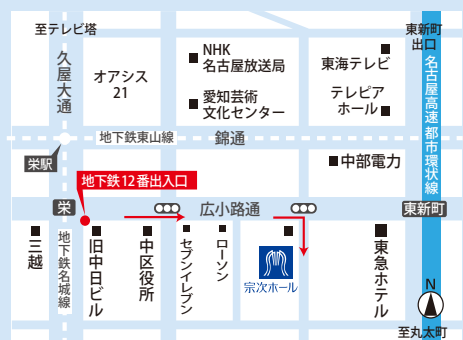 至テレビ塔
東新町
出口
久屋大通
オアシス
21
NHK
名古屋放送局
愛知芸術
文化センター
東海テレビ
テレピア
ホール
名古屋高速都市環状線
地下鉄東山線
錦通
栄駅
中部電力
地下鉄12番出入口
栄
広小路通
東新町
三越
地下鉄名城線
旧中日ビル
中区役所
セブンイレブン
ローソン
宗次ホール
東急ホテル
N
至丸太町